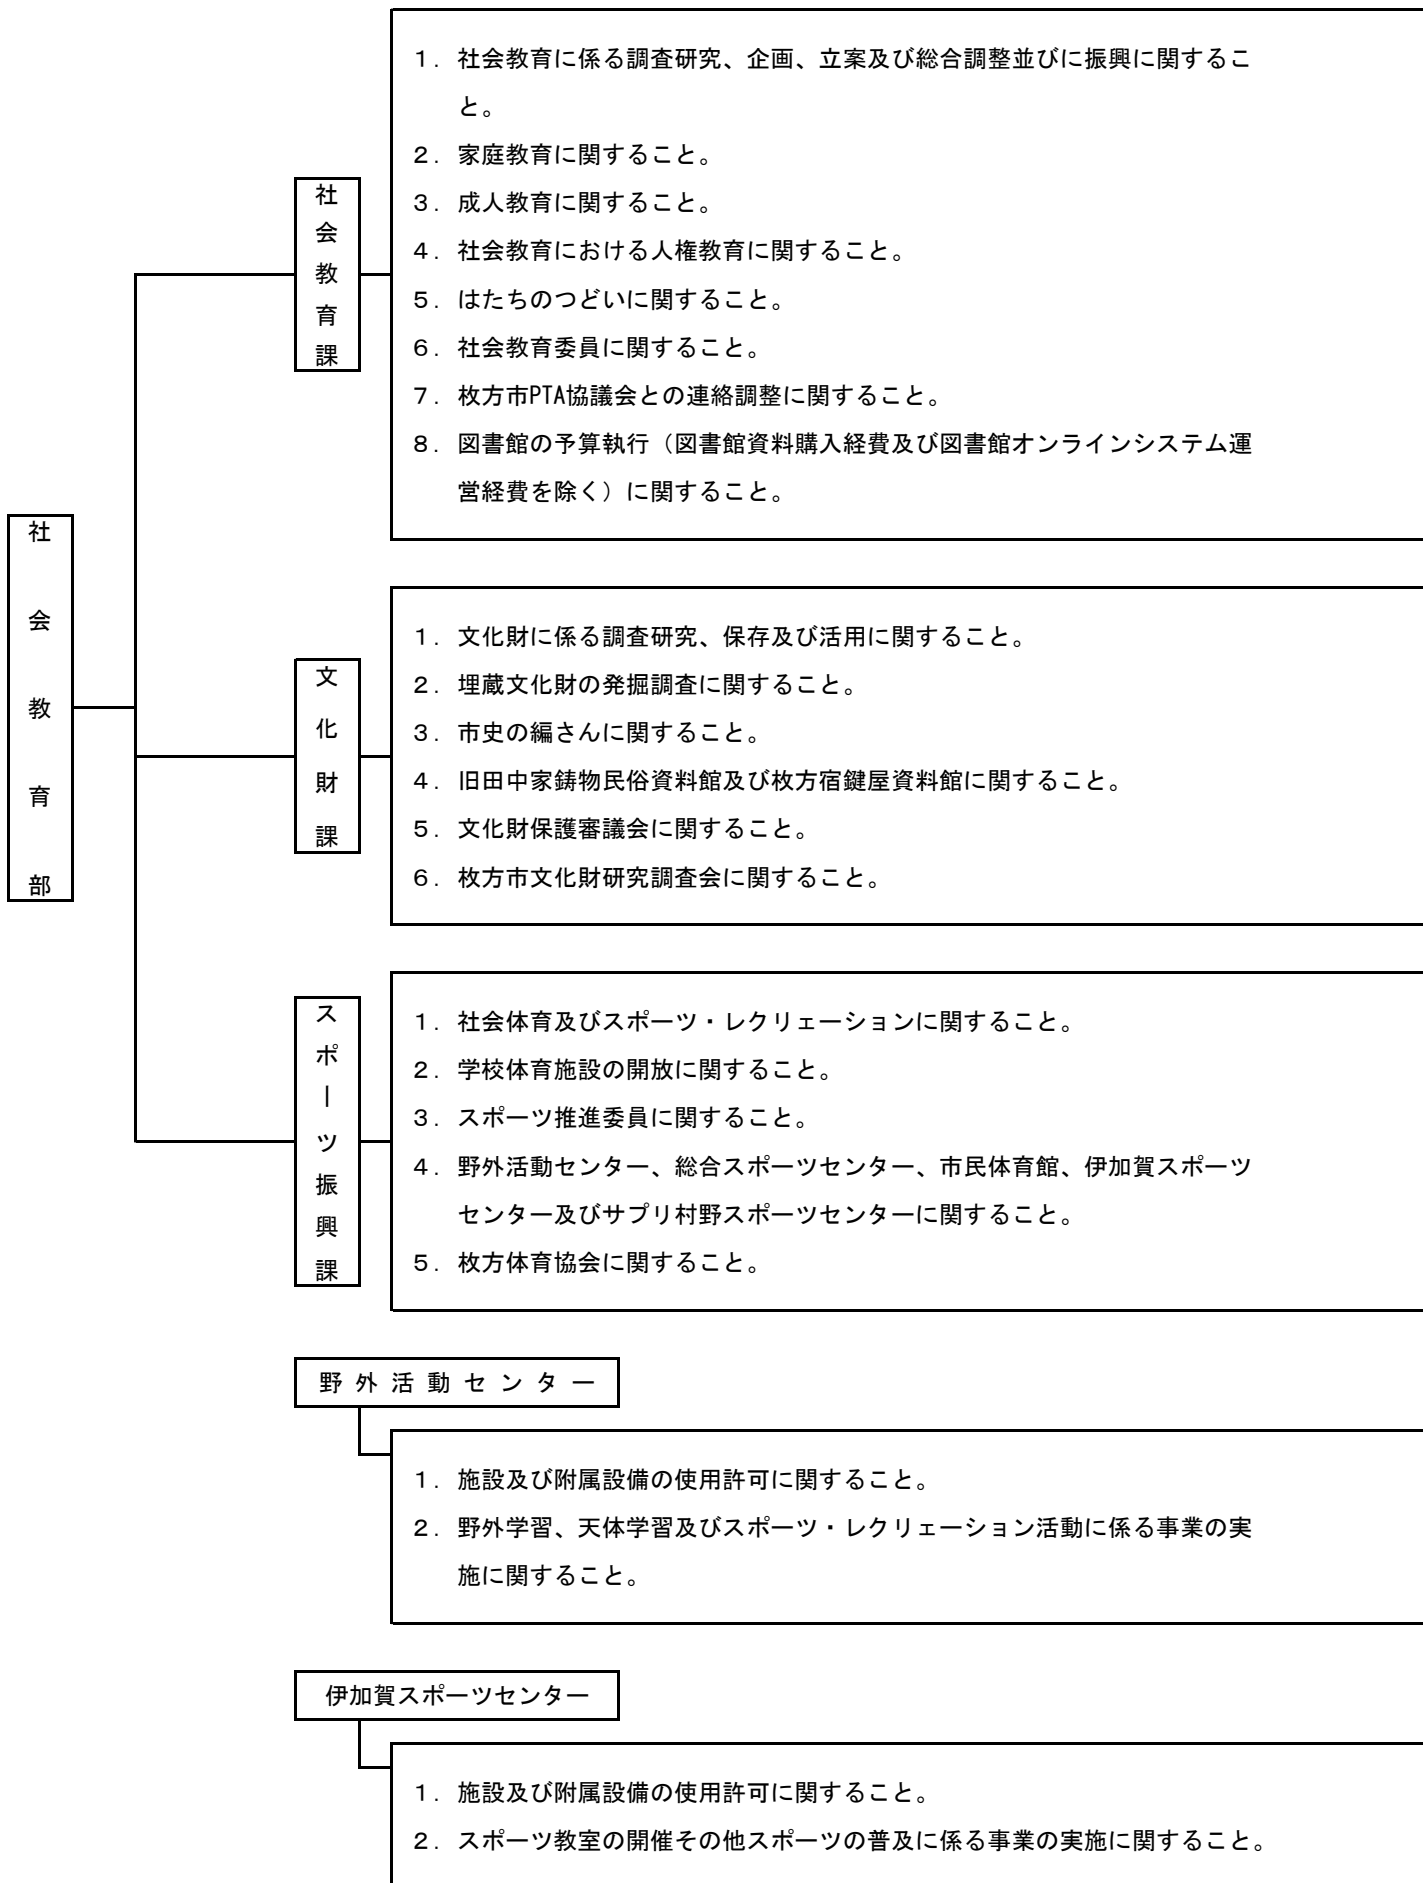 社会教育部
社会教育課
1. 社会教育に係る調査研究、企画、立案及び総合調整並びに振興に関するこ
と。
2. 家庭教育に関すること。
3. 成人教育に関すること。
4. 社会教育における人権教育に関すること。
5. はたちのつどいに関すること。
6. 社会教育委員に関すること。
7. 枚方市PTA協議会との連絡調整に関すること。
8. 図書館の予算執行（図書館資料購入経費及び図書館オンラインシステム運
営経費を除く）に関すること。
文化財課
1. 文化財に係る調査研究、保存及び活用に関すること。
2. 埋蔵文化財の発掘調査に関すること。
3. 市史の編さんに関すること。
4. 旧田中家鋳物民俗資料館及び枚方宿鍵屋資料館に関すること。
5. 文化財保護審議会に関すること。
6. 枚方市文化財研究調査会に関すること。
スポーツ振興課
1. 社会体育及びスポーツ・レクリェーションに関すること。
2. 学校体育施設の開放に関すること。
3. スポーツ推進委員に関すること。
4. 野外活動センター、総合スポーツセンター、市民体育館、伊加賀スポーツ
センター及びサプリ村野スポーツセンターに関すること。
5. 枚方体育協会に関すること。
野外活動センター
1. 施設及び附属設備の使用許可に関すること。
2. 野外学習、天体学習及びスポーツ・レクリェーション活動に係る事業の実
施に関すること。
伊加賀スポーツセンター
1. 施設及び附属設備の使用許可に関すること。
2. スポーツ教室の開催その他スポーツの普及に係る事業の実施に関すること。